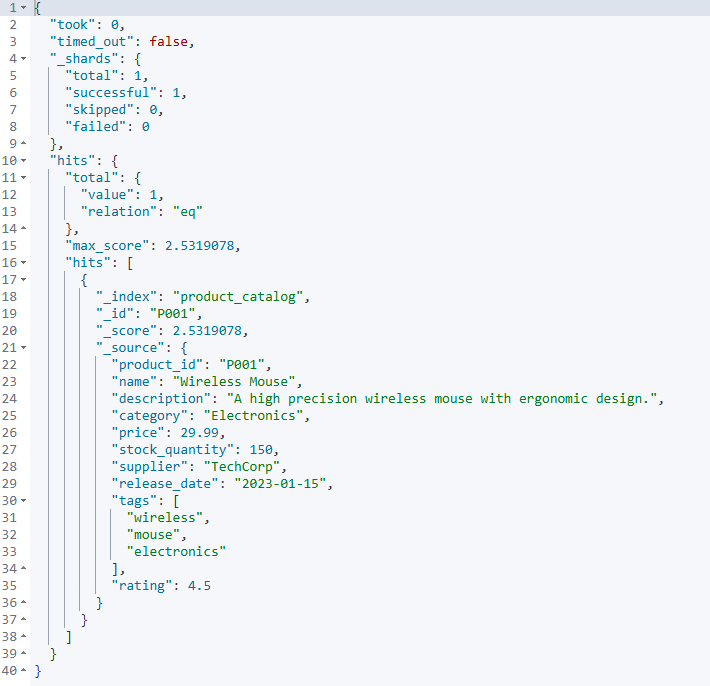 1 {
2   "took": 0,
3   "timed_out": false,
4   "_shards": {
5     "total": 1,
6     "successful": 1,
7     "skipped": 0,
8     "failed": 0
9   },
10   "hits": {
11     "total": {
12       "value": 1,
13       "relation": "eq"
14     },
15     "max_score": 2.5319078,
16     "hits": [
17       {
18         "_index": "product_catalog",
19         "_id": "P001",
20         "_score": 2.5319078,
21         "_source": {
22           "product_id": "P001",
23           "name": "Wireless Mouse",
24           "description": "A high precision wireless mouse with ergonomic design.",
25           "category": "Electronics",
26           "price": 29.99,
27           "stock_quantity": 150,
28           "supplier": "TechCorp",
29           "release_date": "2023-01-15",
30           "tags": [
31             "wireless",
32             "mouse",
33             "electronics"
34           ],
35           "rating": 4.5
36         }
37       }
38     ]
39   }
40 }